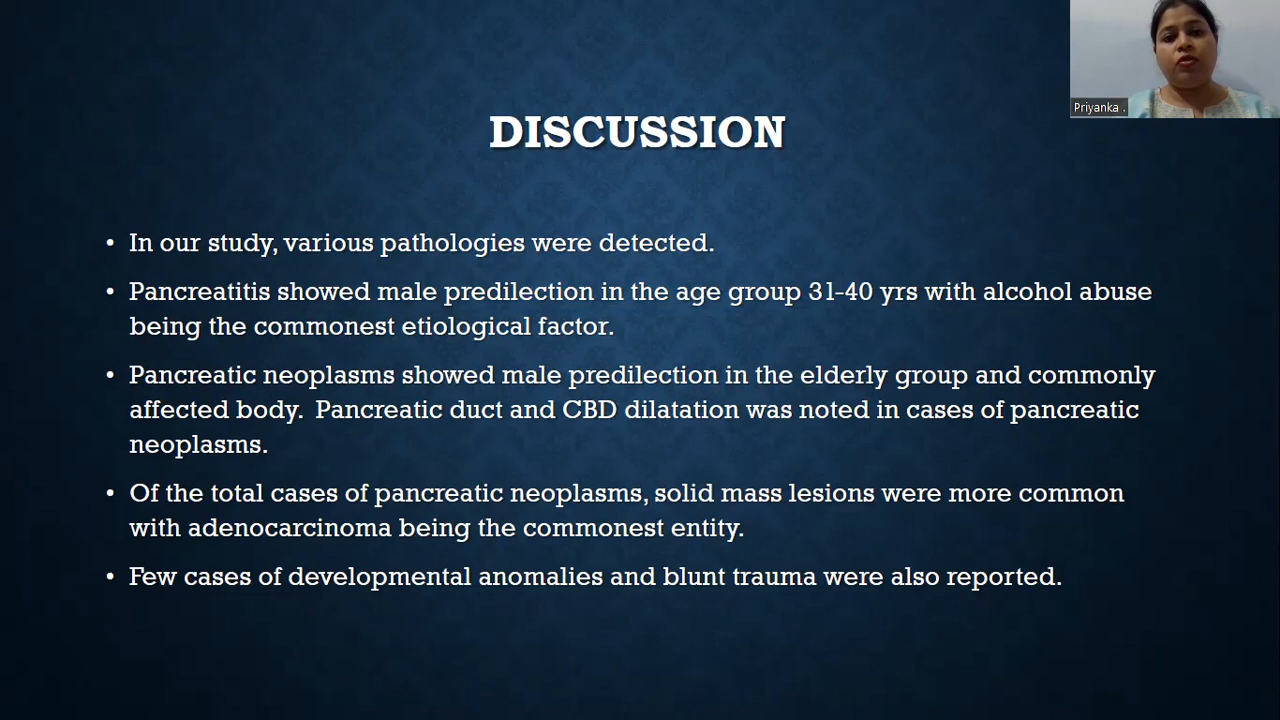 Priyanka .
DISCUSSION
• In our study, various pathologies were detected.
• Pancreatitis showed male predilection in the age group 31-40 yrs with alcohol abuse
being the commonest etiological factor.
• Pancreatic neoplasms showed male predilection in the elderly group and commonly
affected body.  Pancreatic duct and CBD dilatation was noted in cases of pancreatic
neoplasms.
• Of the total cases of pancreatic neoplasms, solid mass lesions were more common
with adenocarcinoma being the commonest entity.
• Few cases of developmental anomalies and blunt trauma were also reported.